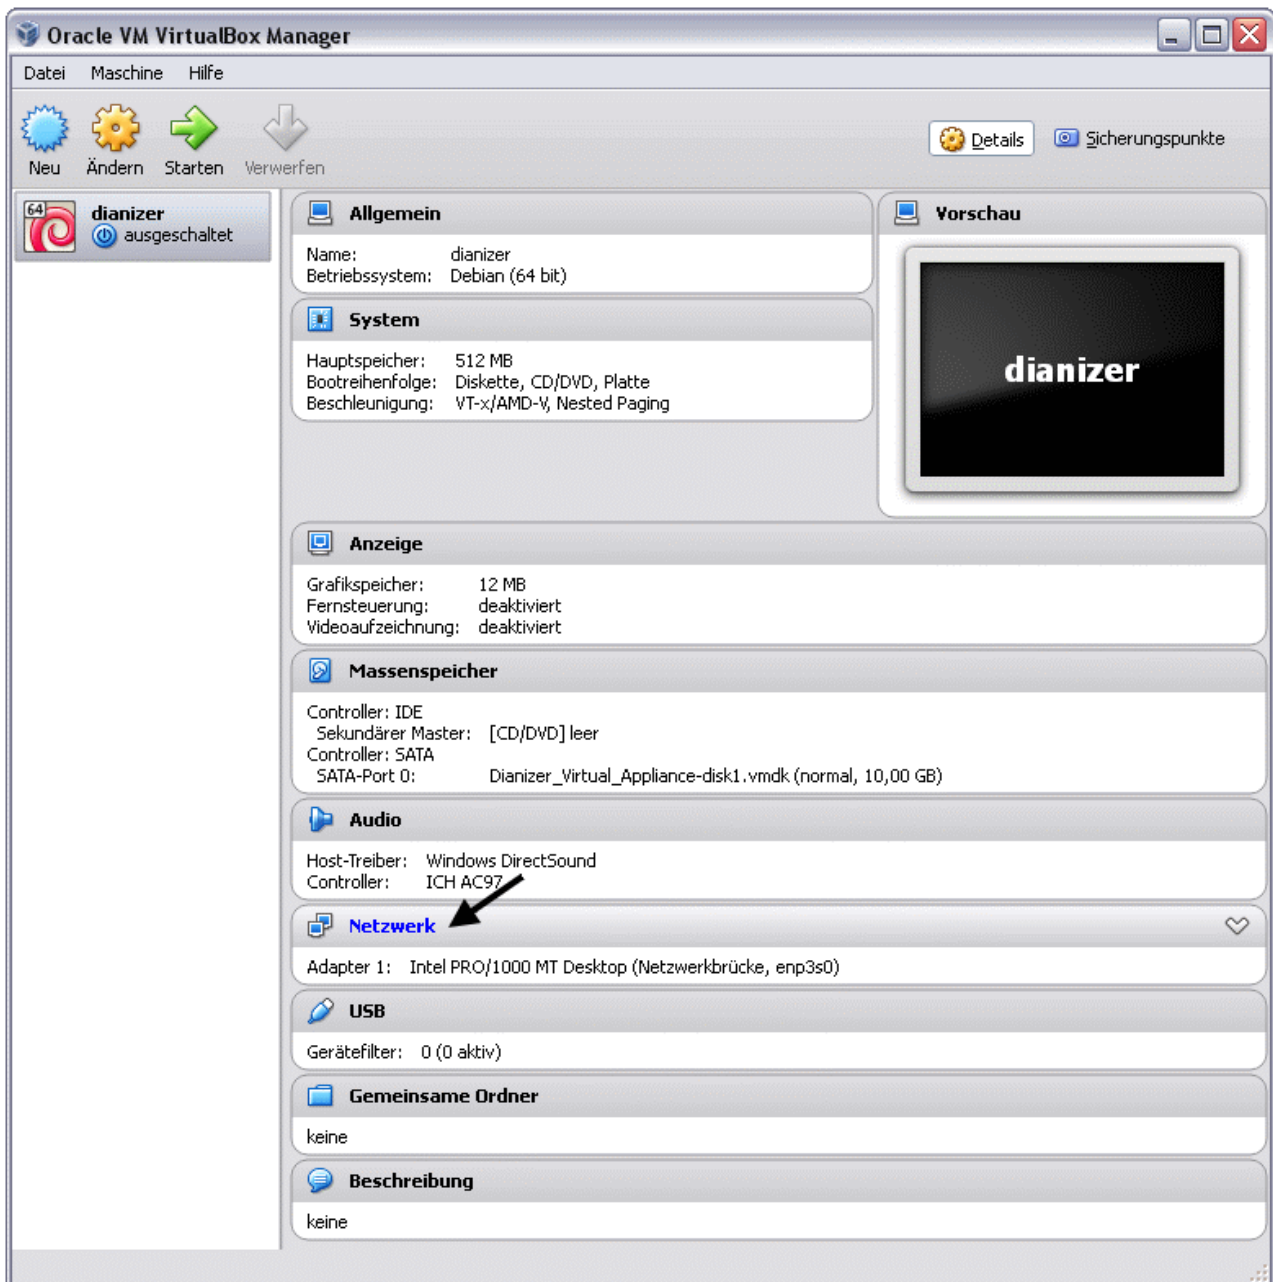 Oracle VM VirtualBox Manager
Datei Maschine Hilfe
Neu Ändern Starten Verwerfen
Details Sicherungspunkte
64
dianizer
ausgeschaltet
Allgemein
Name: dianizer
Betriebssystem: Debian (64 bit)
System
Hauptspeicher: 512 MB
Bootreihenfolge: Diskette, CD/DVD, Platte
Beschleunigung: VT-x/AMD-V, Nested Paging
Vorschau
dianizer
Anzeige
Grafikspeicher: 12 MB
Fernsteuerung: deaktiviert
Videoaufzeichnung: deaktiviert
Massenspeicher
Controller: IDE
Sekundärer Master: [CD/DVD] leer
Controller: SATA
SATA-Port 0: Dianizer_Virtual_Appliance-disk1.vmdk (normal, 10,00 GB)
Audio
Host-Treiber: Windows DirectSound
Controller: ICH AC97
Netzwerk
Adapter 1: Intel PRO/1000 MT Desktop (Netzwerkbrücke, enp3s0)
USB
Gerätefilter: 0 (0 aktiv)
Gemeinsame Ordner
keine
Beschreibung
keine